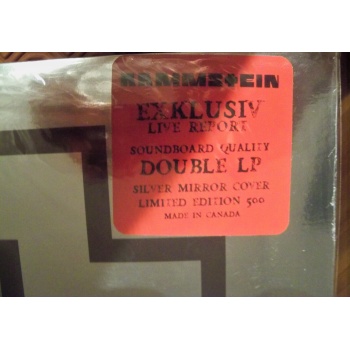 RAMMSTEIN
EXKLUSIV
LIVE REPORT
SOUNDBOARD QUALITY
DOUBLE LP
SILVER MIRROR COVER
LIMITED EDITION 500
MADE IN CANADA